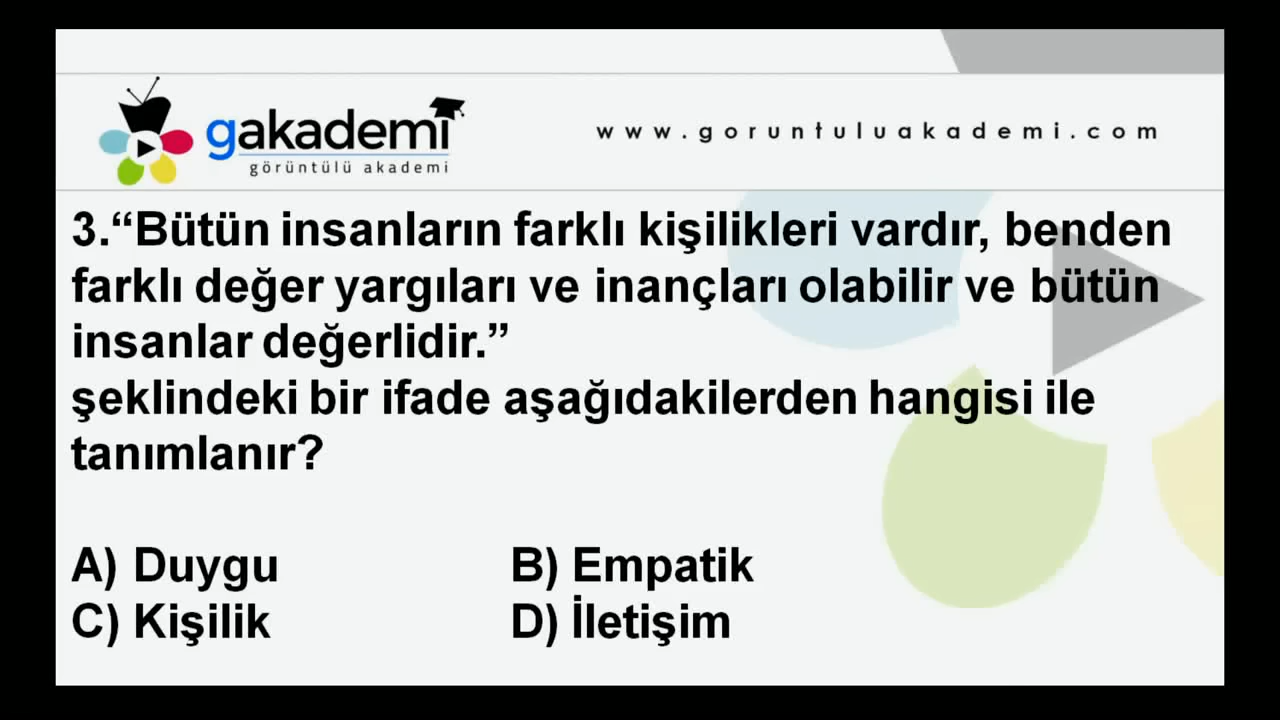 gakademi
görüntülü akademi
www.goruntuluakademi.com
3.“Bütün insanların farklı kişilikleri vardır, benden
farklı değer yargıları ve inançları olabilir ve bütün
insanlar değerlidir.”
şeklindeki bir ifade aşağıdakilerden hangisi ile
tanımlanır?
A) Duygu B) Empatik
C) Kişilik D) İletişim